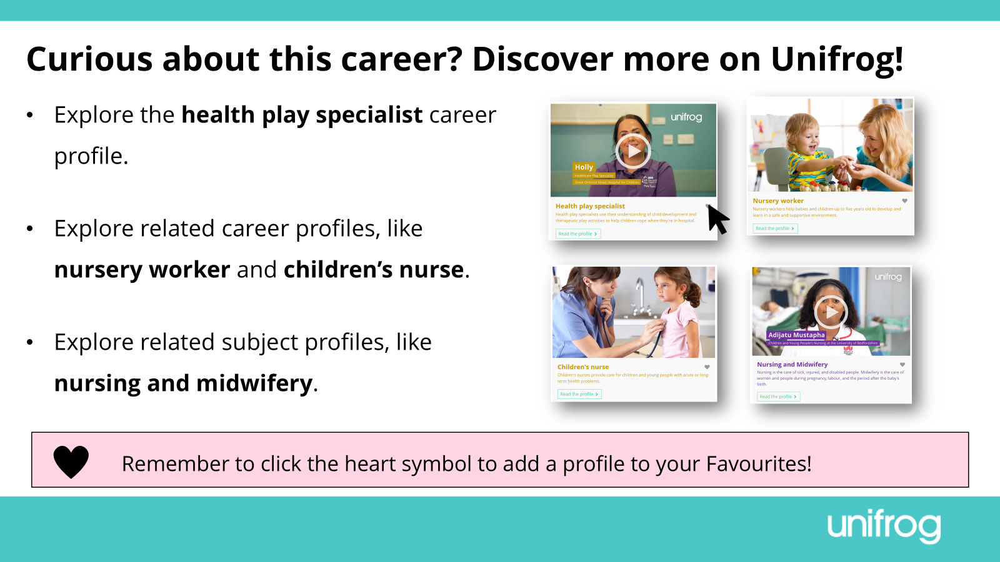 Curious about this career? Discover more on Unifrog!
• Explore the health play specialist career
profile.
• Explore related career profiles, like
nursery worker and children’s nurse.
• Explore related subject profiles, like
nursing and midwifery.
unifrog
Holly
Healthcare Play Specialist
Great Ormond Street Hospital for Children
NHS
Health play specialist
Health play specialists use their understanding of child development and
therapeutic play activities to help children cope when they're in hospital.
Read the profile
Nursery worker
Nursery workers help babies and children up to five years old to develop and
learn in a safe and supportive environment.
Read the profile
Children's nurse
Children's nurses provide care for children and young people with acute or long-
term health problems.
Read the profile
unifrog
Adijatu Mustapha
Children and Young People's Nursing at the University of Bedfordshire
Nursing and Midwifery
Nursing is the care of sick, injured, and disabled people. Midwifery is the care of
women and people during pregnancy, labour, and the period after the baby's
birth.
Read the profile
Remember to click the heart symbol to add a profile to your Favourites!
unifrog